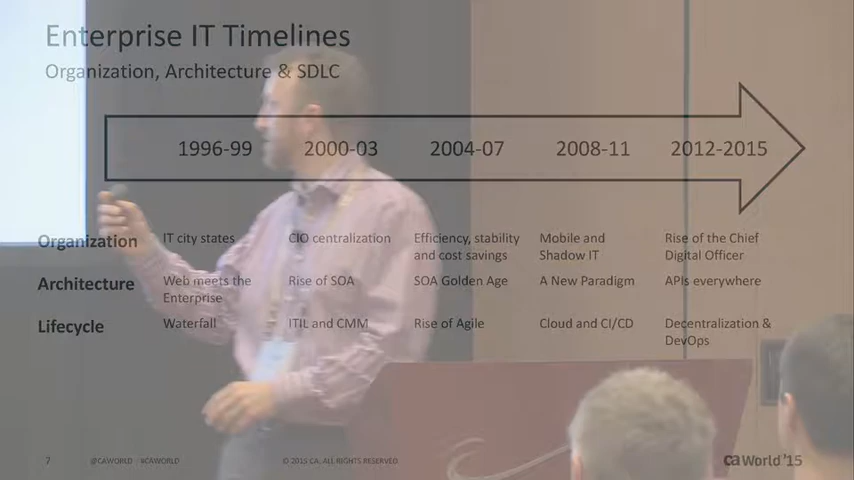 Enterprise IT Timelines
Organization, Architecture & SDLC
1996-99 2000-03 2004-07 2008-11 2012-2015
Organization IT city states CIO centralization Efficiency, stability and cost savings Mobile and Shadow IT Rise of the Chief Digital Officer
Architecture Web meets the Enterprise Rise of SOA SOA Golden Age A New Paradigm APIs everywhere
Lifecycle Waterfall ITIL and CMM Rise of Agile Cloud and CI/CD Decentralization & DevOps
7 @CAWORLD #CAWORLD © 2015 CA. ALL RIGHTS RESERVED ca World '15